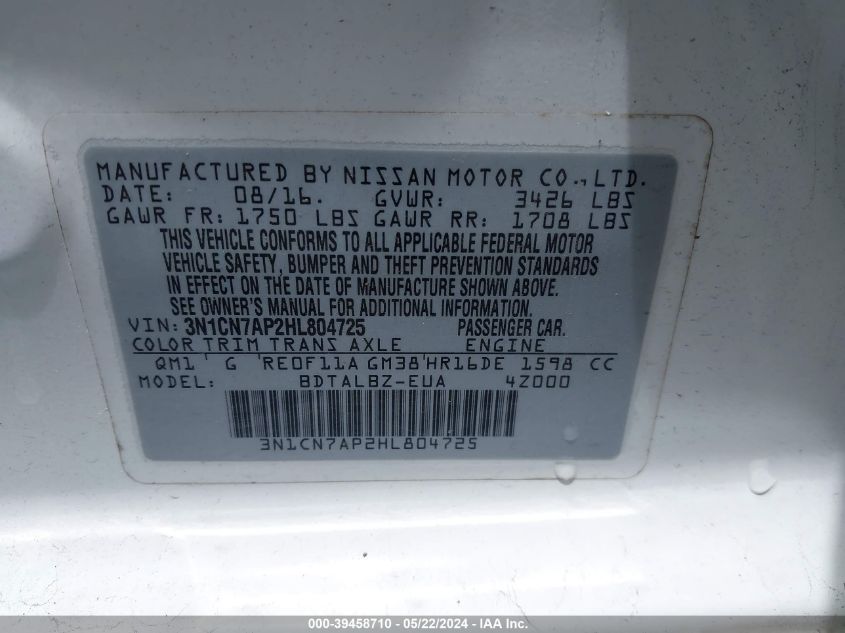 MANUFACTURED BY NISSAN MOTOR CO.,LTD.
DATE: 08/16. GVWR: 3426 LBS
GAWR FR: 1750 LBS GAWR RR: 1708 LBS
THIS VEHICLE CONFORMS TO ALL APPLICABLE FEDERAL MOTOR
VEHICLE SAFETY, BUMPER AND THEFT PREVENTION STANDARDS
IN EFFECT ON THE DATE OF MANUFACTURE SHOWN ABOVE.
SEE OWNER'S MANUAL FOR ADDITIONAL INFORMATION.
VIN: 3N1CN7AP2HL804725 PASSENGER CAR.
COLOR TRIM TRANS AXLE ENGINE
QM1 ' G 'RE0F11A GM38'HR16DE 1598 CC
MODEL: BDTALBZ-EUA 4Z000
3N1CN7AP2HL804725
000-39458710 - 05/22/2024 - IAA Inc.